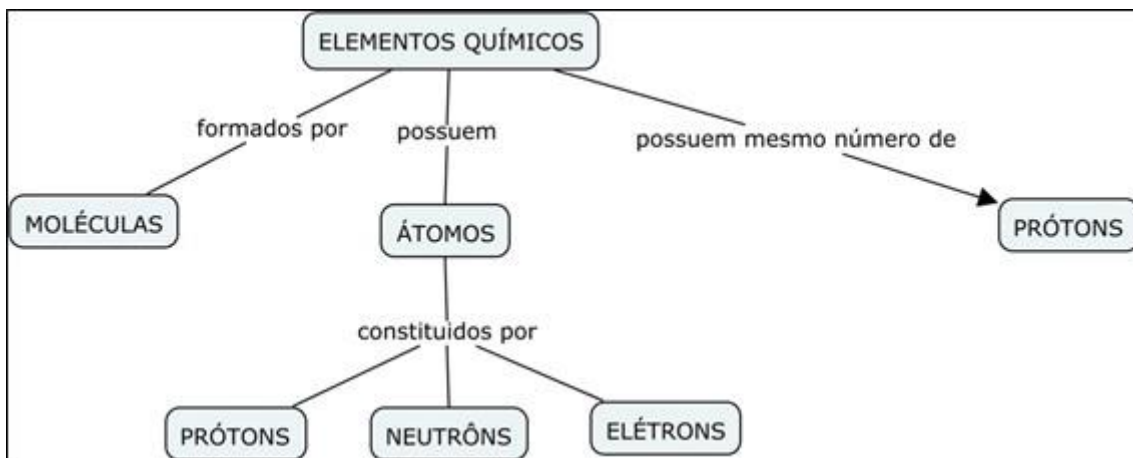 ELEMENTOS QUÍMICOS
formados por
possuem
possuem mesmo número de
MOLÉCULAS
ÁTOMOS
PRÓTONS
constituidos por
PRÓTONS
NEUTRÔNS
ELÉTRONS